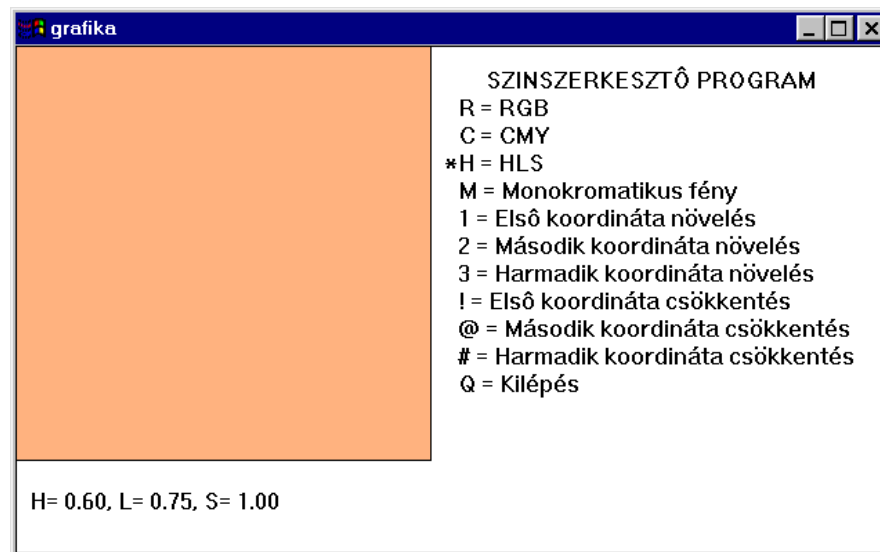 grafika
SZINSZERKESZTÔ PROGRAM
R = RGB
C = CMY
*H = HLS
M = Monokromatikus fény
1 = Elsô koordináta növelés
2 = Második koordináta növelés
3 = Harmadik koordináta növelés
! = Elsô koordináta csökkentés
@ = Második koordináta csökkentés
# = Harmadik koordináta csökkentés
Q = Kilépés
H= 0.60, L= 0.75, S= 1.00